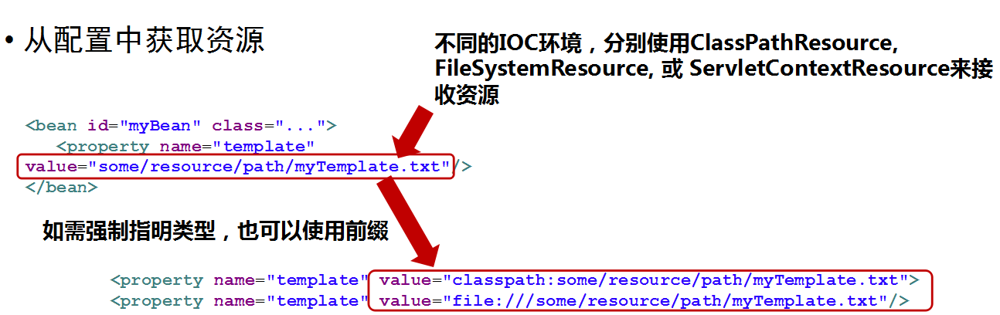 • 从配置中获取资源
不同的IOC环境，分别使用ClassPathResource,
FileSystemResource, 或 ServletContextResource来接
收资源
<bean id="myBean" class="...">
<property name="template"
value="some/resource/path/myTemplate.txt"/>
</bean>
如需强制指明类型，也可以使用前缀
<property name="template" value="classpath:some/resource/path/myTemplate.txt">
<property name="template" value="file:///some/resource/path/myTemplate.txt"/>